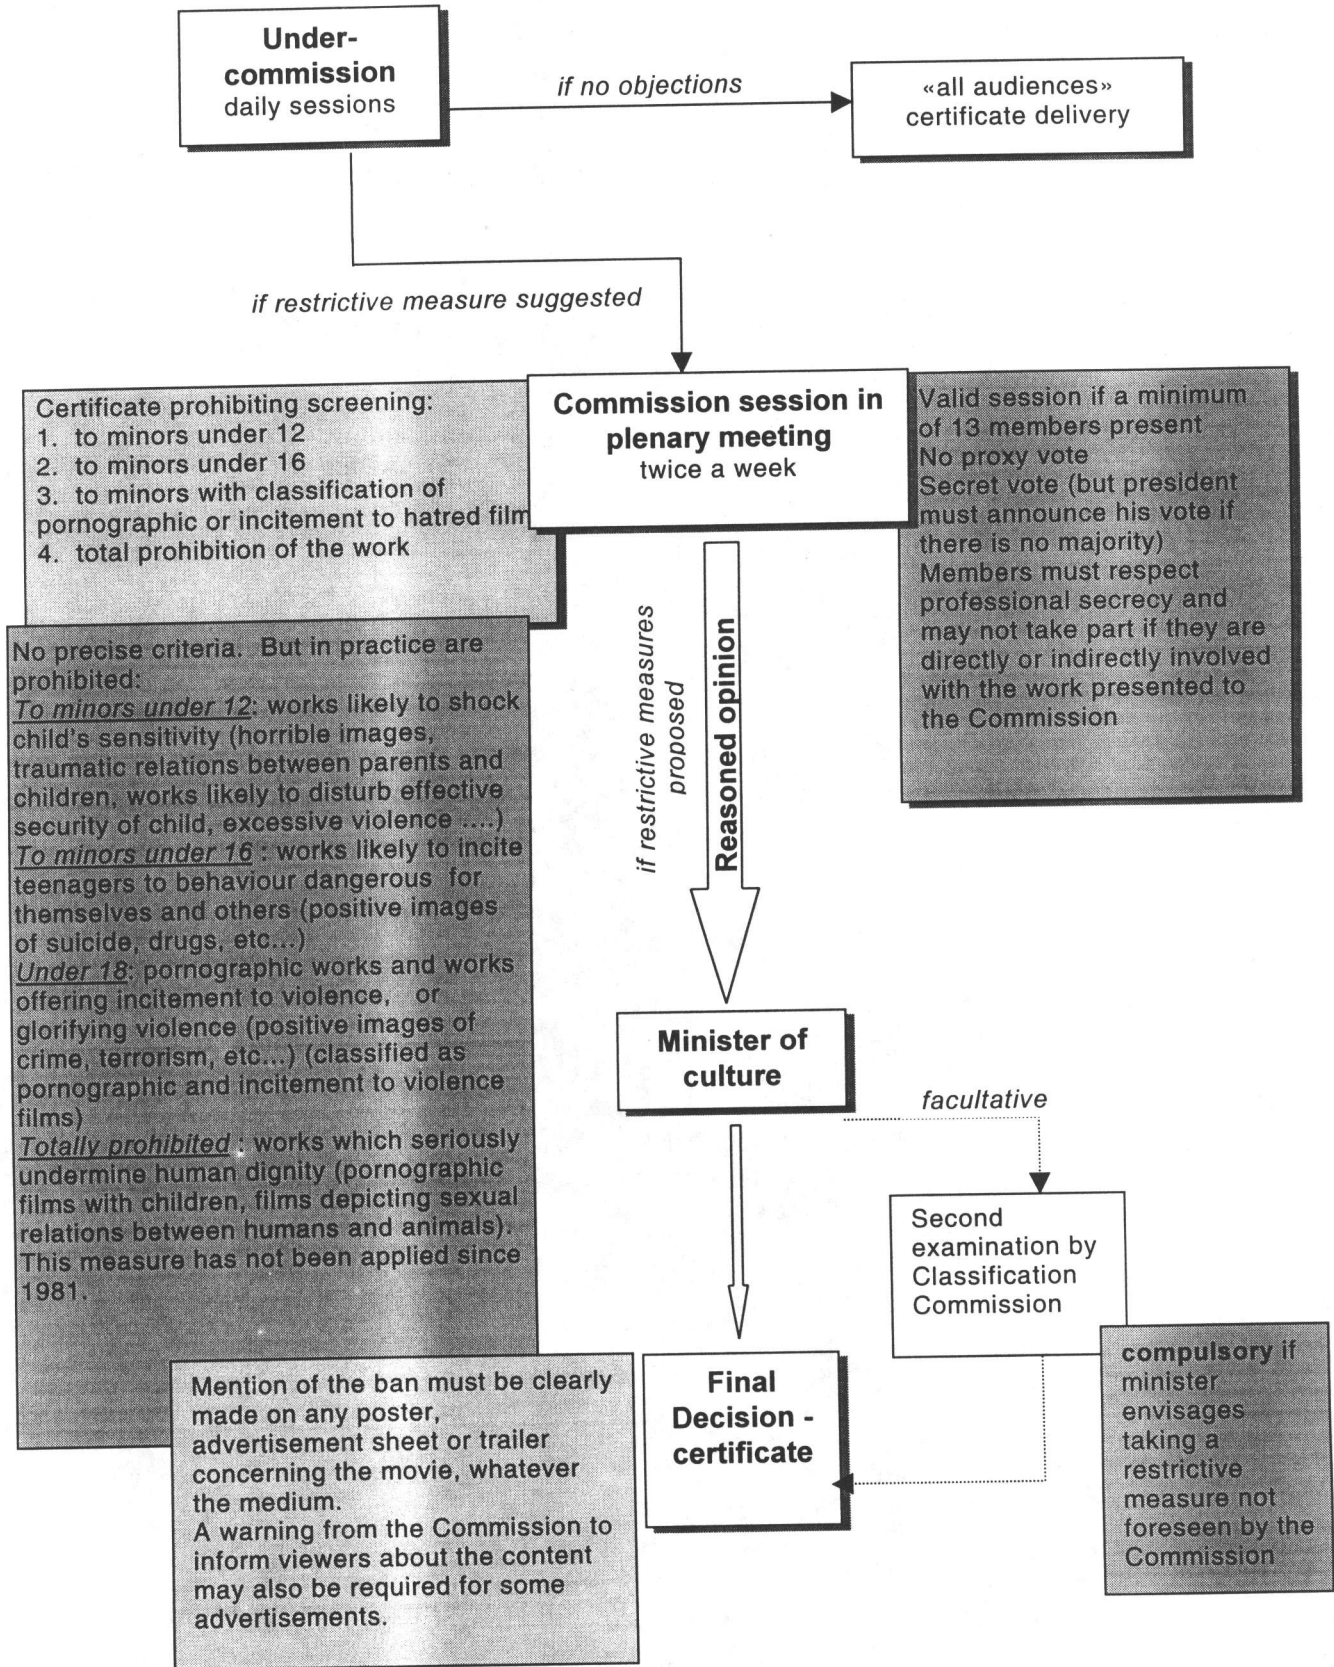 Under-
commission
daily sessions
if no objections
«all audiences»
certificate delivery
if restrictive measure suggested
Certificate prohibiting screening:
1. to minors under 12
2. to minors under 16
3. to minors with classification of
pornographic or incitement to hatred film
4. total prohibition of the work
Commission session in
plenary meeting
twice a week
Valid session if a minimum
of 13 members present
No proxy vote
Secret vote (but president
must announce his vote if
there is no majority)
Members must respect
professional secrecy and
may not take part if they are
directly or indirectly involved
with the work presented to
the Commission
No precise criteria. But in practice are
prohibited:
To minors under 12: works likely to shock
child's sensitivity (horrible images,
traumatic relations between parents and
children, works likely to disturb effective
security of child, excessive violence ....)
To minors under 16 : works likely to incite
teenagers to behaviour dangerous for
themselves and others (positive images
of suicide, drugs, etc...)
Under 18: pornographic works and works
offering incitement to violence, or
glorifying violence (positive images of
crime, terrorism, etc...) (classified as
pornographic and incitement to violence
films)
Totally prohibited : works which seriously
undermine human dignity (pornographic
films with children, films depicting sexual
relations between humans and animals).
This measure has not been applied since
1981.
if restrictive measures
proposed
Reasoned opinion
Minister of
culture
facultative
Second
examination by
Classification
Commission
compulsory if
minister
envisages
taking a
restrictive
measure not
foreseen by the
Commission
Final
Decision -
certificate
Mention of the ban must be clearly
made on any poster,
advertisement sheet or trailer
concerning the movie, whatever
the medium.
A warning from the Commission to
inform viewers about the content
may also be required for some
advertisements.